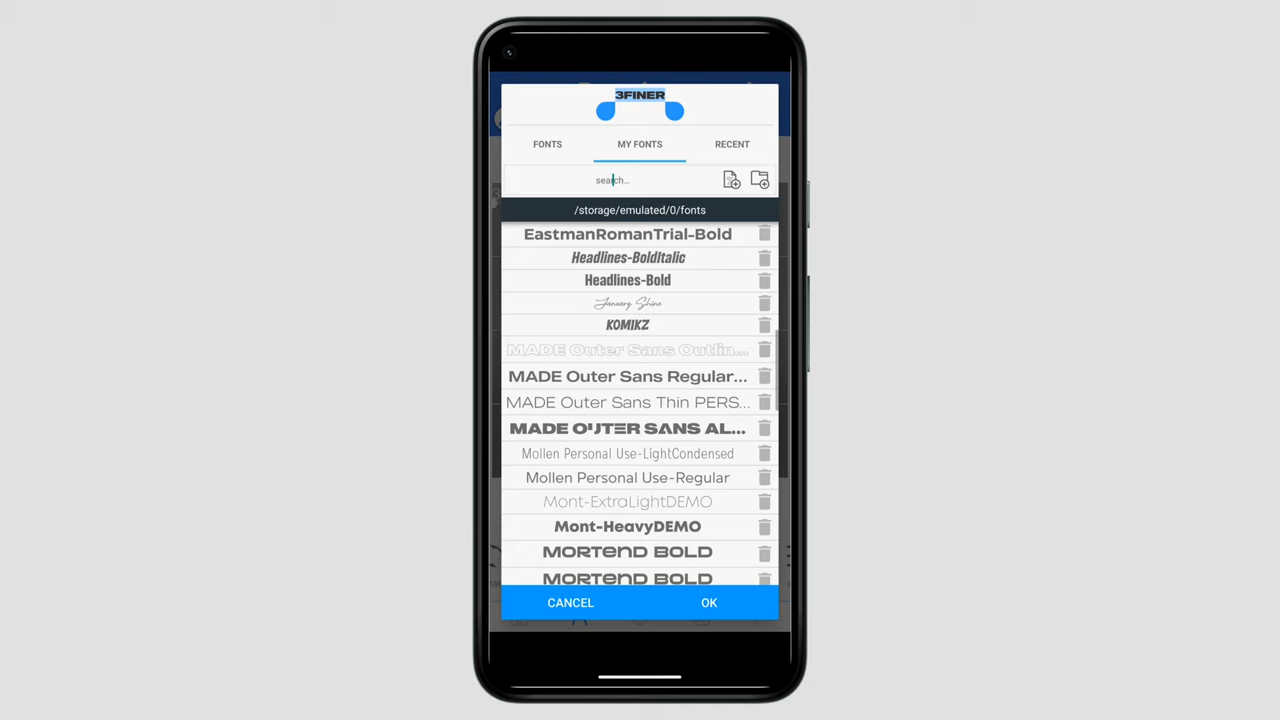 3FINER
FONTS MY FONTS RECENT
search...
/storage/emulated/0/fonts
EastmanRomanTrial-Bold
Headlines-BoldItalic
Headlines-Bold
January Shine
KOMIKZ
MADE Outer Sans Outlin...
MADE Outer Sans Regular...
MADE Outer Sans Thin PERS...
MADE OUTER SANS AL...
Mollen Personal Use-LightCondensed
Mollen Personal Use-Regular
Mont-ExtraLightDEMO
Mont-HeavyDEMO
MORTEND BOLD
MORTEND BOLD
CANCEL OK